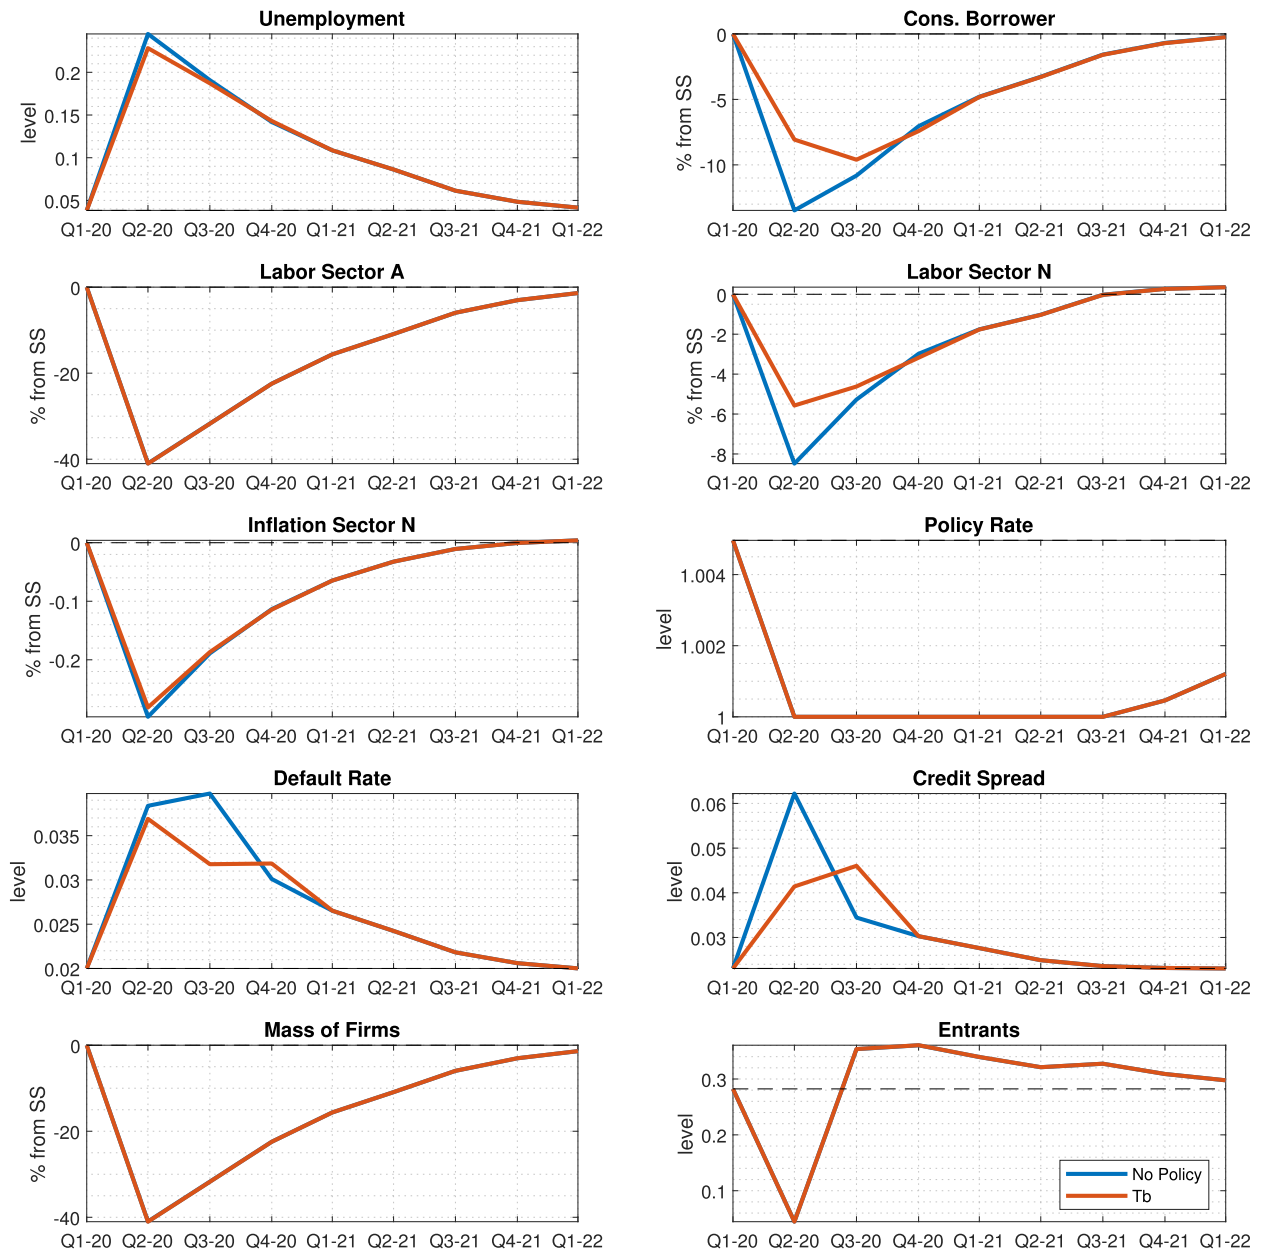 Unemployment
level
0.2
0.15
0.1
0.05
Q1-20 Q2-20 Q3-20 Q4-20 Q1-21 Q2-21 Q3-21 Q4-21 Q1-22
Cons. Borrower
% from SS
0
-5
-10
Q1-20 Q2-20 Q3-20 Q4-20 Q1-21 Q2-21 Q3-21 Q4-21 Q1-22
Labor Sector A
% from SS
0
-20
-40
Q1-20 Q2-20 Q3-20 Q4-20 Q1-21 Q2-21 Q3-21 Q4-21 Q1-22
Labor Sector N
% from SS
0
-2
-4
-6
-8
Q1-20 Q2-20 Q3-20 Q4-20 Q1-21 Q2-21 Q3-21 Q4-21 Q1-22
Inflation Sector N
% from SS
0
-0.1
-0.2
Q1-20 Q2-20 Q3-20 Q4-20 Q1-21 Q2-21 Q3-21 Q4-21 Q1-22
Policy Rate
level
1.004
1.002
1
Q1-20 Q2-20 Q3-20 Q4-20 Q1-21 Q2-21 Q3-21 Q4-21 Q1-22
Default Rate
level
0.035
0.03
0.025
0.02
Q1-20 Q2-20 Q3-20 Q4-20 Q1-21 Q2-21 Q3-21 Q4-21 Q1-22
Credit Spread
level
0.06
0.05
0.04
0.03
Q1-20 Q2-20 Q3-20 Q4-20 Q1-21 Q2-21 Q3-21 Q4-21 Q1-22
Mass of Firms
% from SS
0
-20
-40
Q1-20 Q2-20 Q3-20 Q4-20 Q1-21 Q2-21 Q3-21 Q4-21 Q1-22
Entrants
level
0.3
0.2
0.1
No Policy
Tb
Q1-20 Q2-20 Q3-20 Q4-20 Q1-21 Q2-21 Q3-21 Q4-21 Q1-22